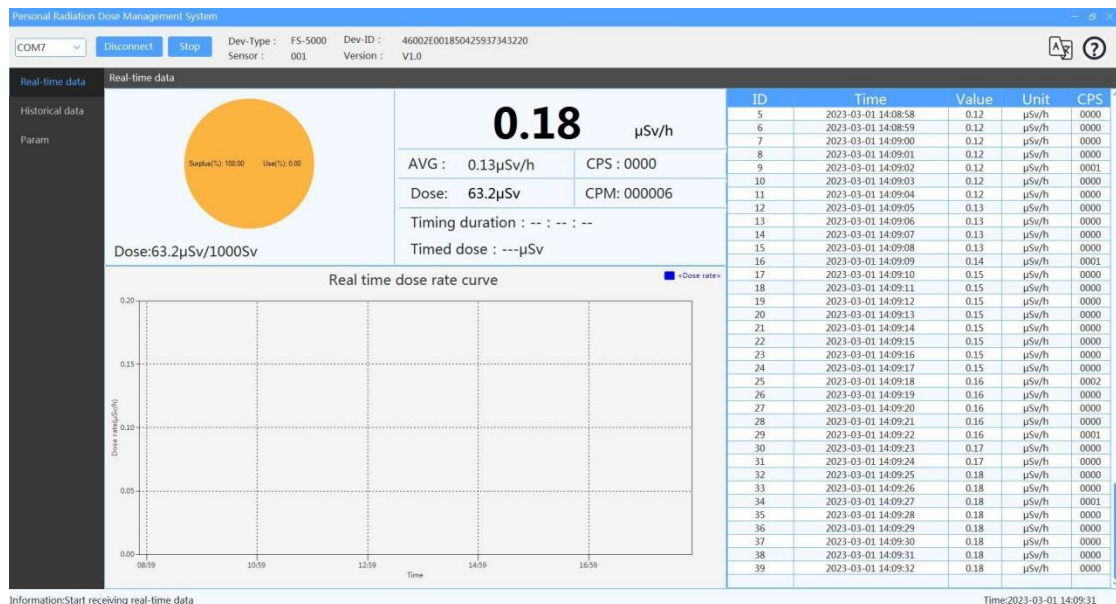 Personal Radiation Dose Management System
COM7
Disconnect
Stop
Dev-Type : FS-5000 Dev-ID : 46002E001850425937343220
Sensor : 001 Version : V1.0
Real-time data
Historical data
Param
Real-time data
Surplus(%): 100.00 Use(%): 0.00
Dose:63.2μSv/1000Sv
0.18 μSv/h
AVG : 0.13μSv/h CPS : 0000
Dose: 63.2μSv CPM: 000006
Timing duration : -- : -- : --
Timed dose : ---μSv
Real time dose rate curve
«Dose rate»
Dose rate(μSv/h)
0.20
0.15
0.10
0.05
0.00
08:59 10:59 12:59 14:59 16:59
Time
ID Time Value Unit CPS
5 2023-03-01 14:08:58 0.12 μSv/h 0000
6 2023-03-01 14:08:59 0.12 μSv/h 0000
7 2023-03-01 14:09:00 0.12 μSv/h 0000
8 2023-03-01 14:09:01 0.12 μSv/h 0000
9 2023-03-01 14:09:02 0.12 μSv/h 0001
10 2023-03-01 14:09:03 0.12 μSv/h 0000
11 2023-03-01 14:09:04 0.12 μSv/h 0000
12 2023-03-01 14:09:05 0.13 μSv/h 0000
13 2023-03-01 14:09:06 0.13 μSv/h 0000
14 2023-03-01 14:09:07 0.13 μSv/h 0000
15 2023-03-01 14:09:08 0.13 μSv/h 0000
16 2023-03-01 14:09:09 0.14 μSv/h 0001
17 2023-03-01 14:09:10 0.15 μSv/h 0000
18 2023-03-01 14:09:11 0.15 μSv/h 0000
19 2023-03-01 14:09:12 0.15 μSv/h 0000
20 2023-03-01 14:09:13 0.15 μSv/h 0000
21 2023-03-01 14:09:14 0.15 μSv/h 0000
22 2023-03-01 14:09:15 0.15 μSv/h 0000
23 2023-03-01 14:09:16 0.15 μSv/h 0000
24 2023-03-01 14:09:17 0.15 μSv/h 0000
25 2023-03-01 14:09:18 0.16 μSv/h 0002
26 2023-03-01 14:09:19 0.16 μSv/h 0000
27 2023-03-01 14:09:20 0.16 μSv/h 0000
28 2023-03-01 14:09:21 0.16 μSv/h 0000
29 2023-03-01 14:09:22 0.16 μSv/h 0001
30 2023-03-01 14:09:23 0.17 μSv/h 0000
31 2023-03-01 14:09:24 0.17 μSv/h 0000
32 2023-03-01 14:09:25 0.18 μSv/h 0000
33 2023-03-01 14:09:26 0.18 μSv/h 0000
34 2023-03-01 14:09:27 0.18 μSv/h 0001
35 2023-03-01 14:09:28 0.18 μSv/h 0000
36 2023-03-01 14:09:29 0.18 μSv/h 0000
37 2023-03-01 14:09:30 0.18 μSv/h 0000
38 2023-03-01 14:09:31 0.18 μSv/h 0000
39 2023-03-01 14:09:32 0.18 μSv/h 0000
Information:Start receiving real-time data
Time:2023-03-01 14:09:31